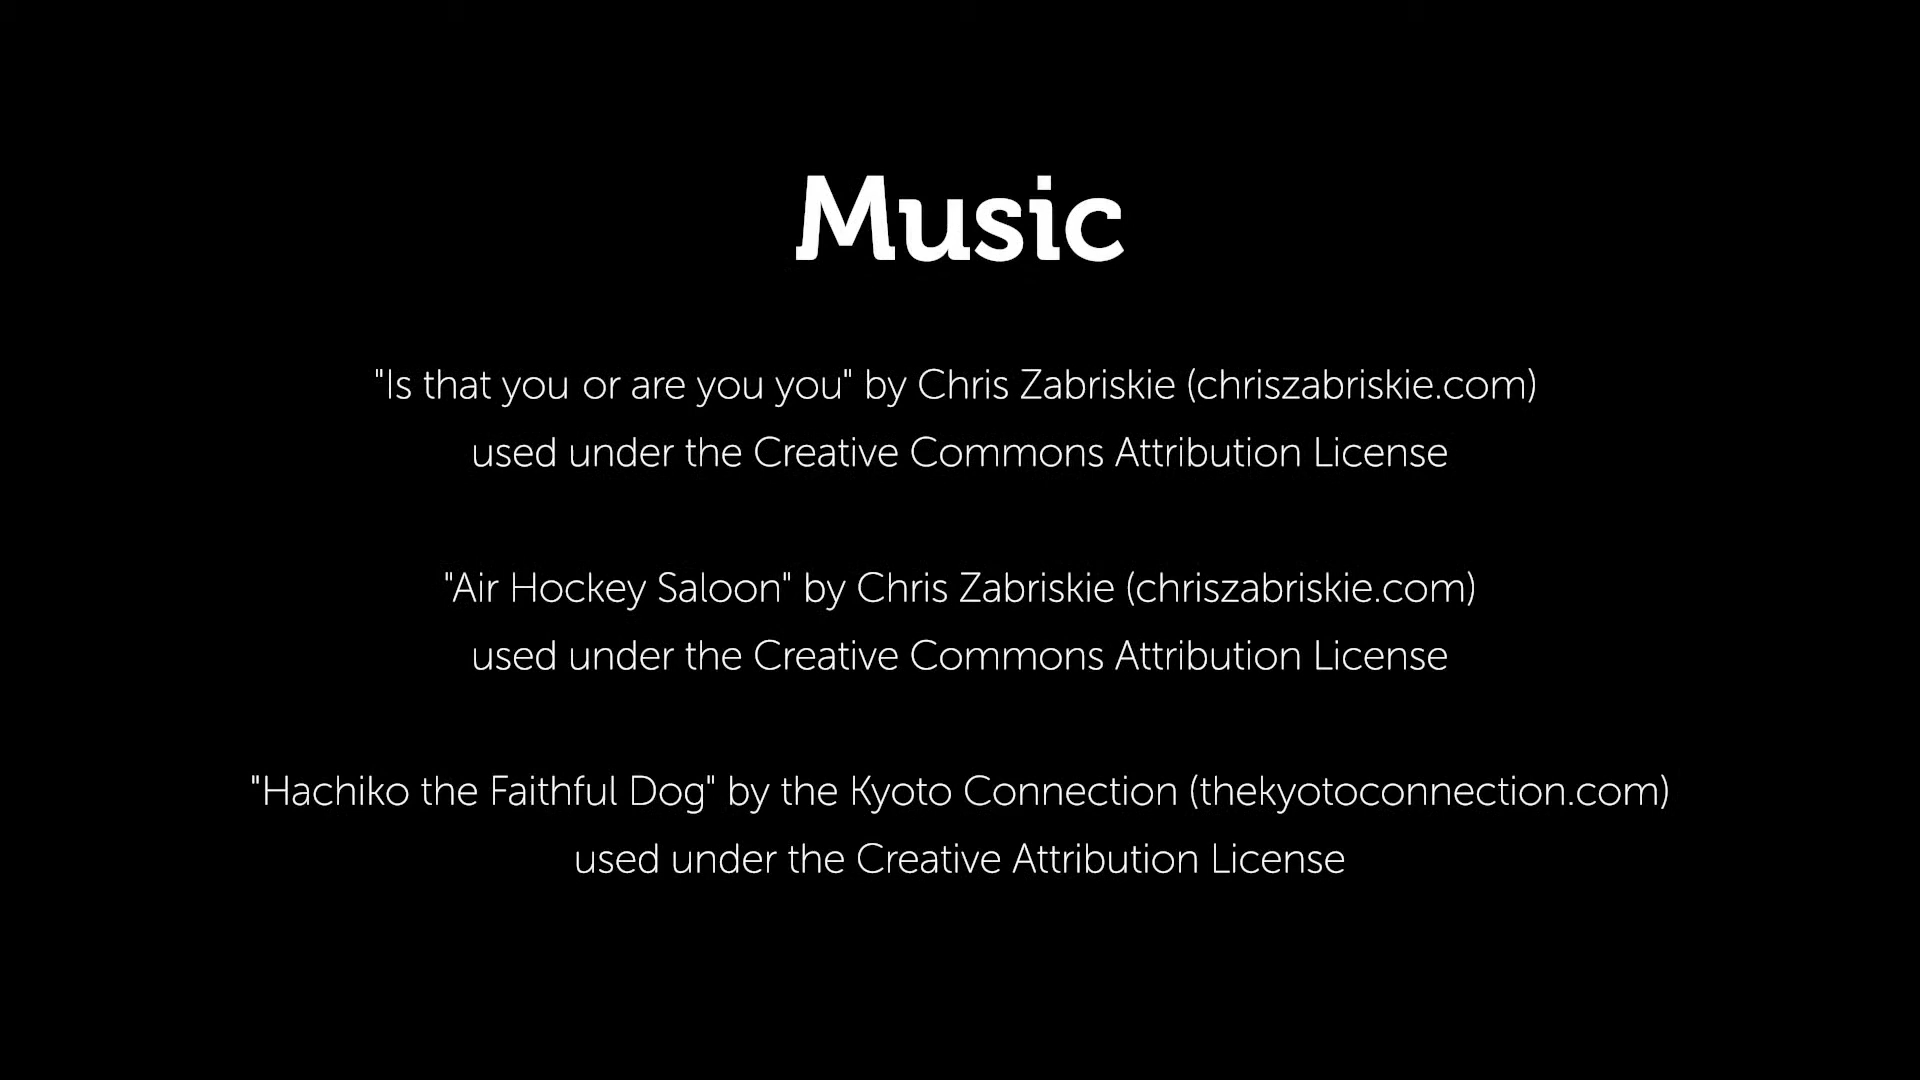 Music
"Is that you or are you you" by Chris Zabriskie (chriszabriskie.com)
used under the Creative Commons Attribution License
"Air Hockey Saloon" by Chris Zabriskie (chriszabriskie.com)
used under the Creative Commons Attribution License
"Hachiko the Faithful Dog" by the Kyoto Connection (thekyotoconnection.com)
used under the Creative Attribution License